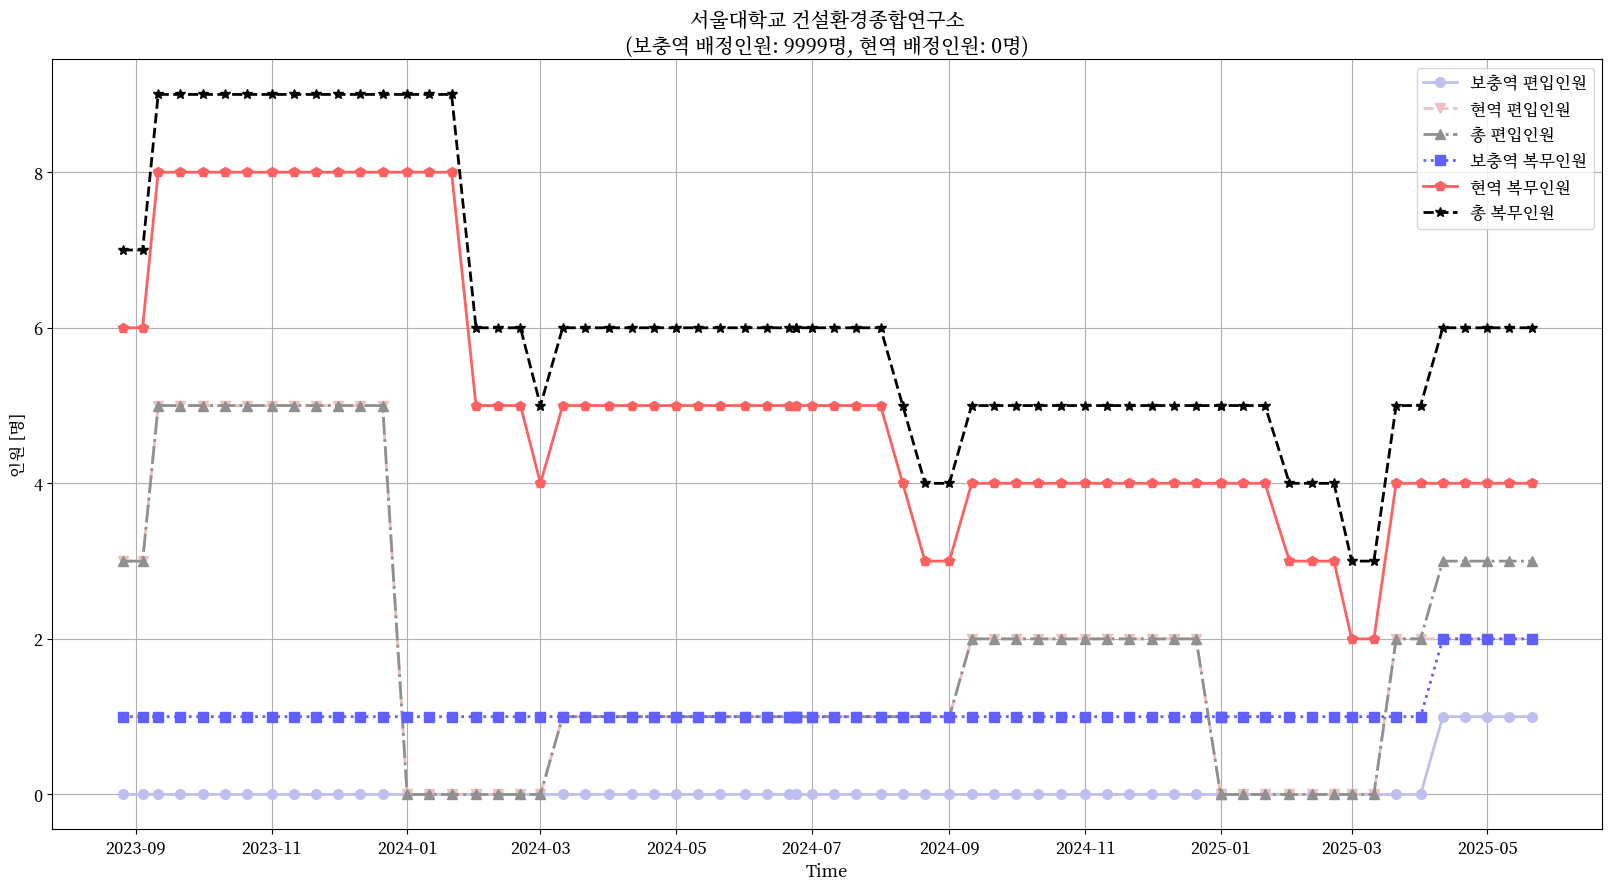 서울대학교 건설환경종합연구소
(보충역 배정인원: 9999명, 현역 배정인원: 0명)
보충역 편입인원
현역 편입인원
총 편입인원
보충역 복무인원
현역 복무인원
총 복무인원
인원 [명]
8
6
4
2
0
2023-09 2023-11 2024-01 2024-03 2024-05 2024-07 2024-09 2024-11 2025-01 2025-03 2025-05
Time